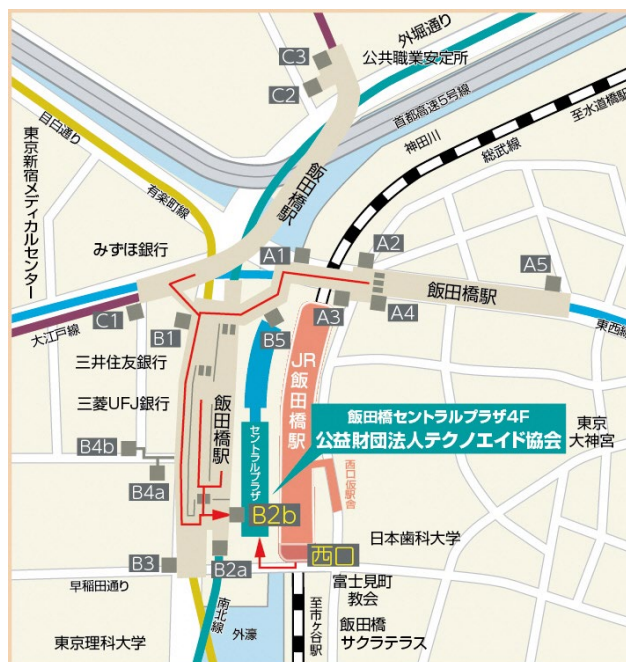 外堀通り
公共職業安定所
C3
C2
首都高速5号線
至水道橋駅
神田川
総武線
目白通り
有楽町線
東京新宿メディカルセンター
飯田橋駅
みずほ銀行
A1
A2
A5
飯田橋駅
A3
A4
東西線
C1
大江戸線
B1
B5
三井住友銀行
三菱UFJ銀行
JR飯田橋駅
飯田橋駅
飯田橋セントラルプラザ4F
公益財団法人テクノエイド協会
東京
大神宮
セントラルプラザ
西口仮駅舎
B4b
B4a
B2b
日本歯科大学
西口
B3
B2a
早稲田通り
富士見町
教会
南北線
外濠
至市ヶ谷駅
飯田橋
サクラテラス
東京理科大学